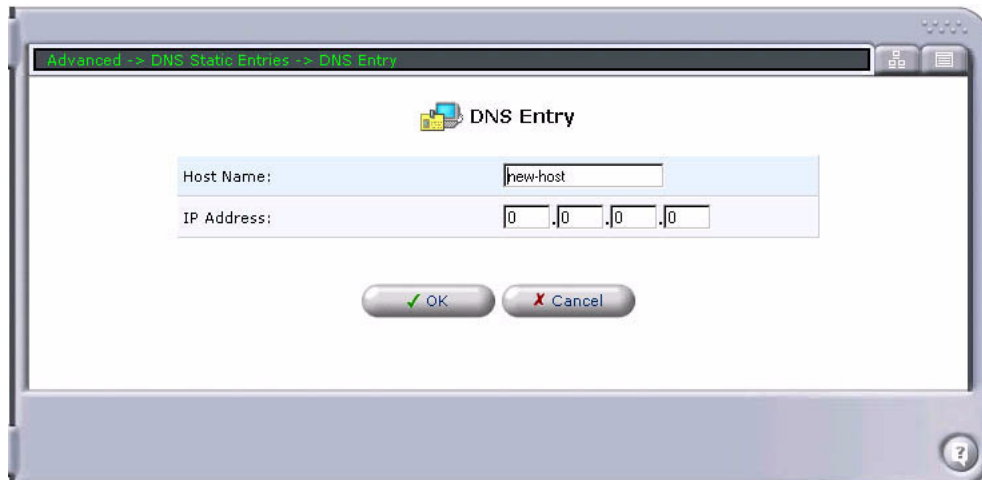 Advanced -> DNS Static Entries -> DNS Entry
DNS Entry
Host Name: new-host
IP Address: 0 .0 .0 .0
OK Cancel
?